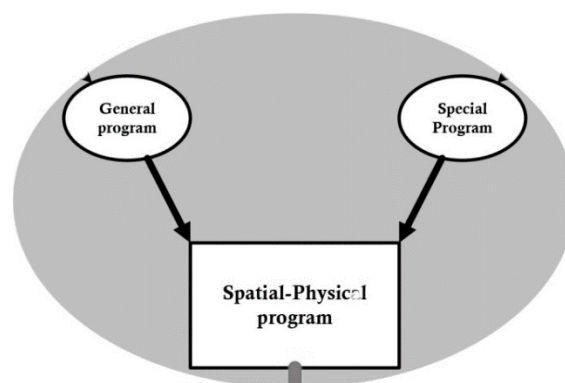 General
program
Special
Program
Spatial-Physical
program